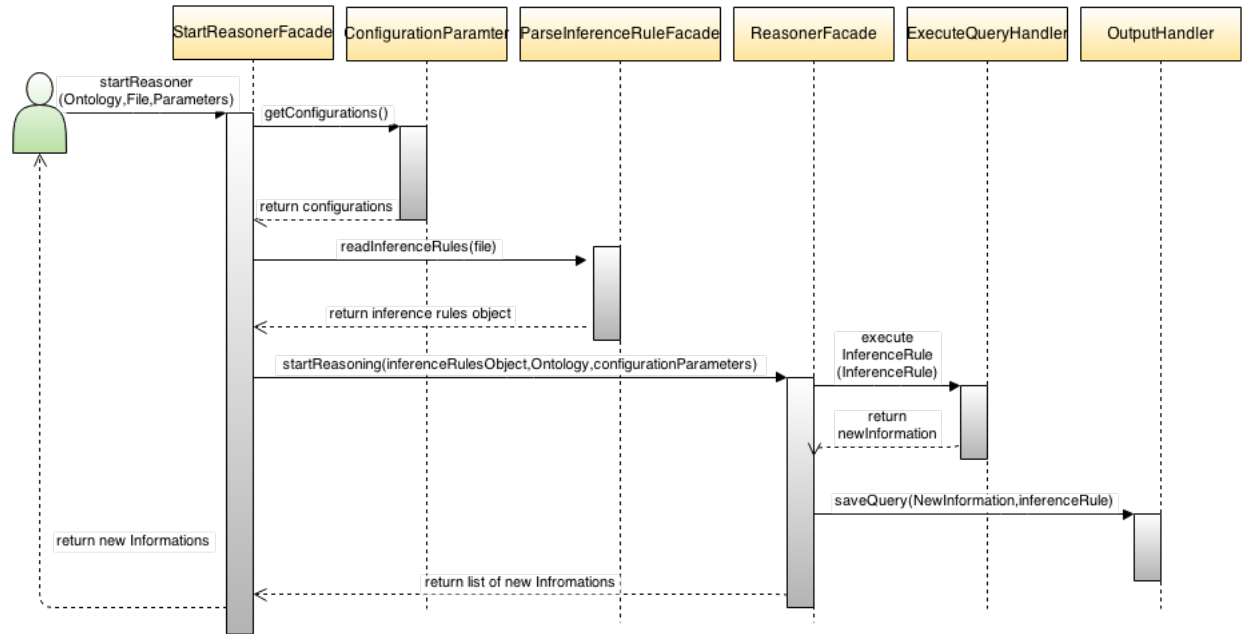 StartReasonerFacade
ConfigurationParamter
ParseInferenceRuleFacade
ReasonerFacade
ExecuteQueryHandler
OutputHandler
startReasoner
(Ontology,File,Parameters)
getConfigurations()
return configurations
readInferenceRules(file)
return inference rules object
startReasoning(inferenceRulesObject,Ontology,configurationParameters)
execute
InferenceRule
(InferenceRule)
return
newInformation
saveQuery(NewInformation,inferenceRule)
return new Informations
return list of new Infromations